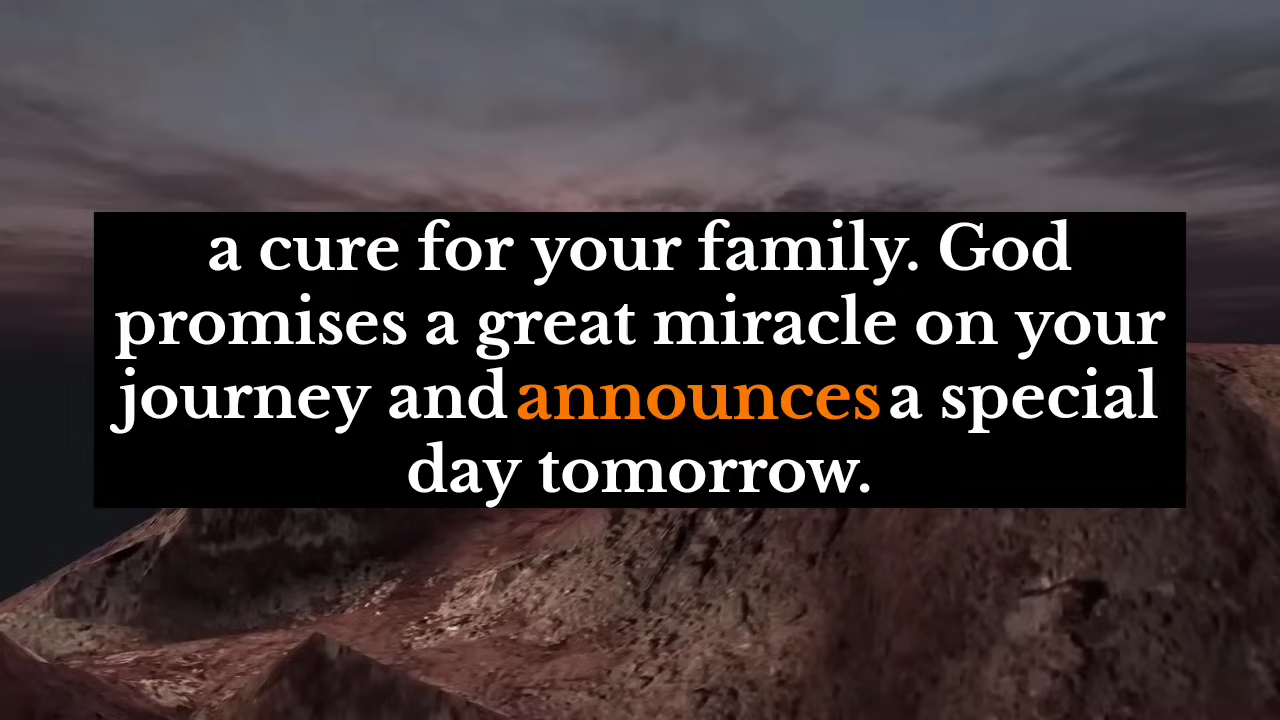 a cure for your family. God
promises a great miracle on your
journey and announces a special
day tomorrow.